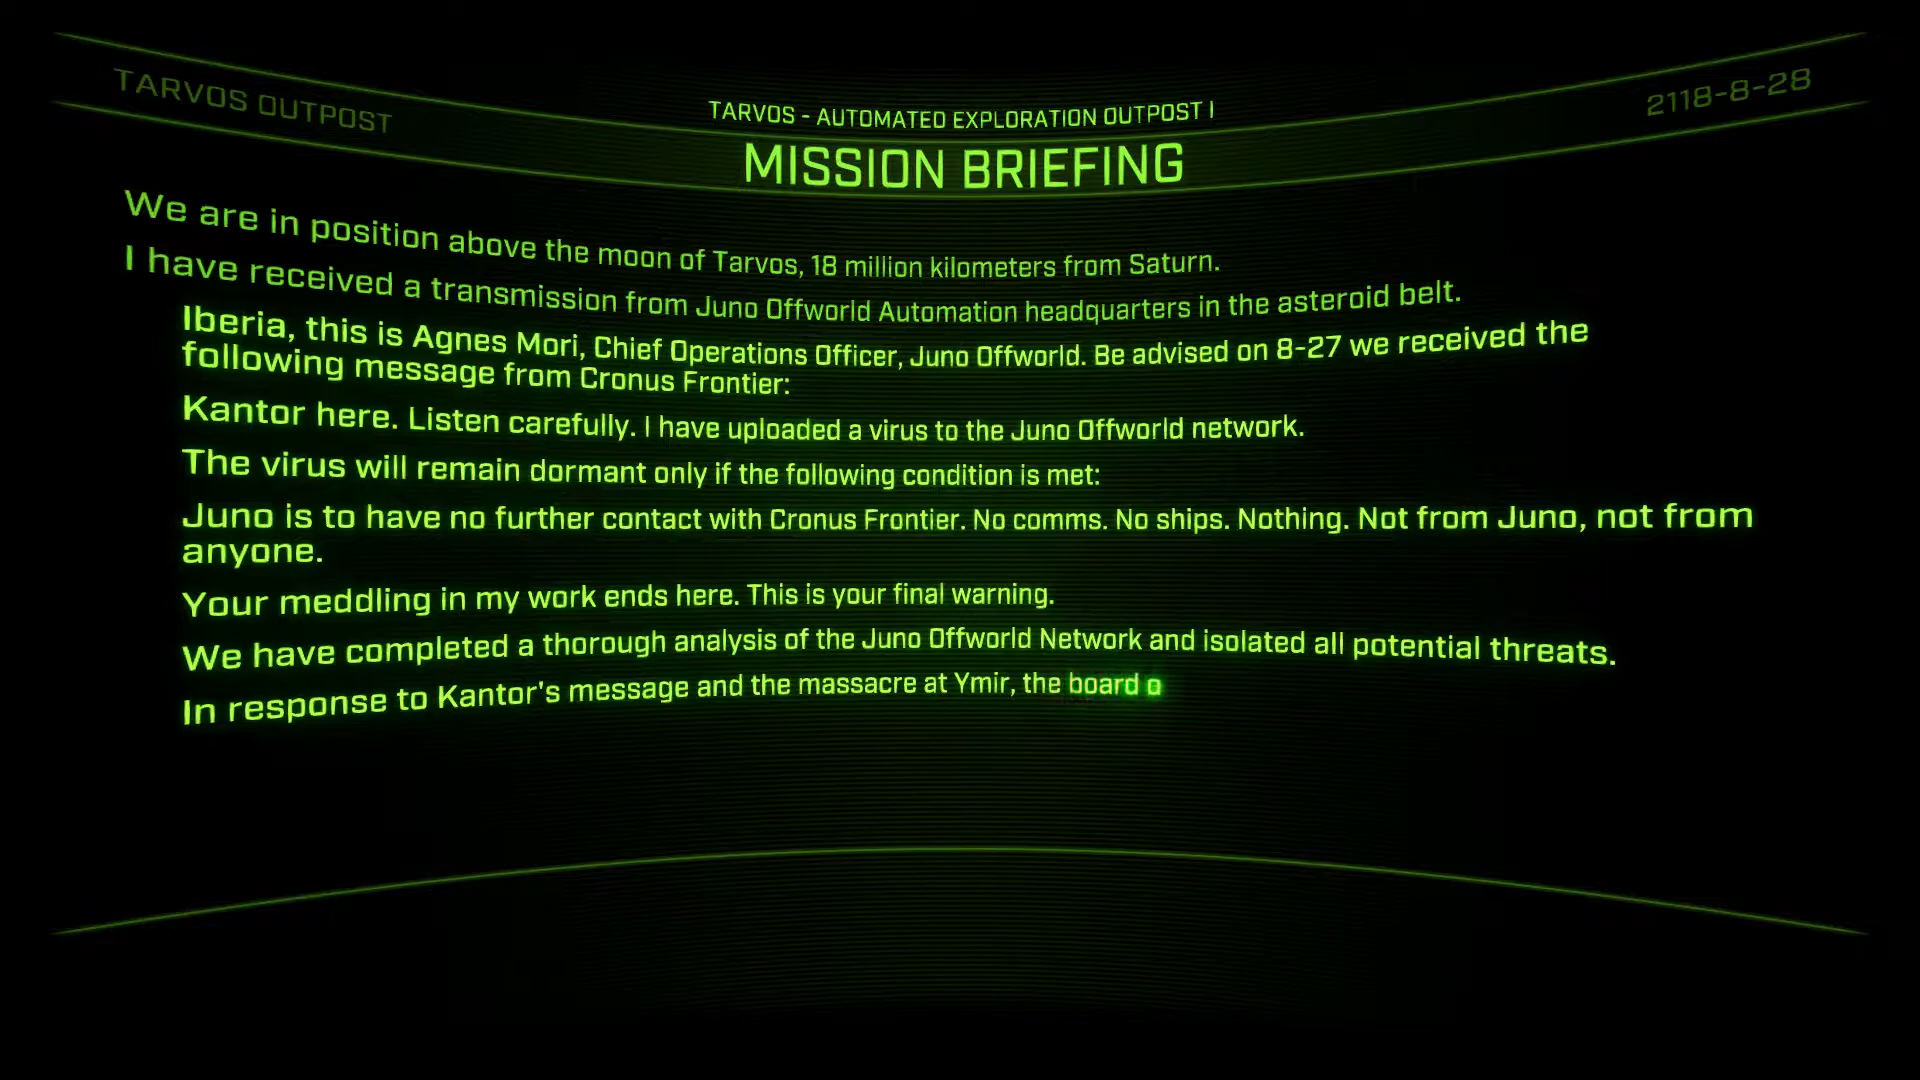 TARVOS OUTPOST
TARVOS - AUTOMATED EXPLORATION OUTPOST I
2118-8-28
MISSION BRIEFING
We are in position above the moon of Tarvos, 18 million kilometers from Saturn.
I have received a transmission from Juno Offworld Automation headquarters in the asteroid belt.
Iberia, this is Agnes Mori, Chief Operations Officer, Juno Offworld. Be advised on 8-27 we received the
following message from Cronus Frontier:
Kantor here. Listen carefully. I have uploaded a virus to the Juno Offworld network.
The virus will remain dormant only if the following condition is met:
Juno is to have no further contact with Cronus Frontier. No comms. No ships. Nothing. Not from Juno, not from
anyone.
Your meddling in my work ends here. This is your final warning.
We have completed a thorough analysis of the Juno Offworld Network and isolated all potential threats.
In response to Kantor's message and the massacre at Ymir, the board o